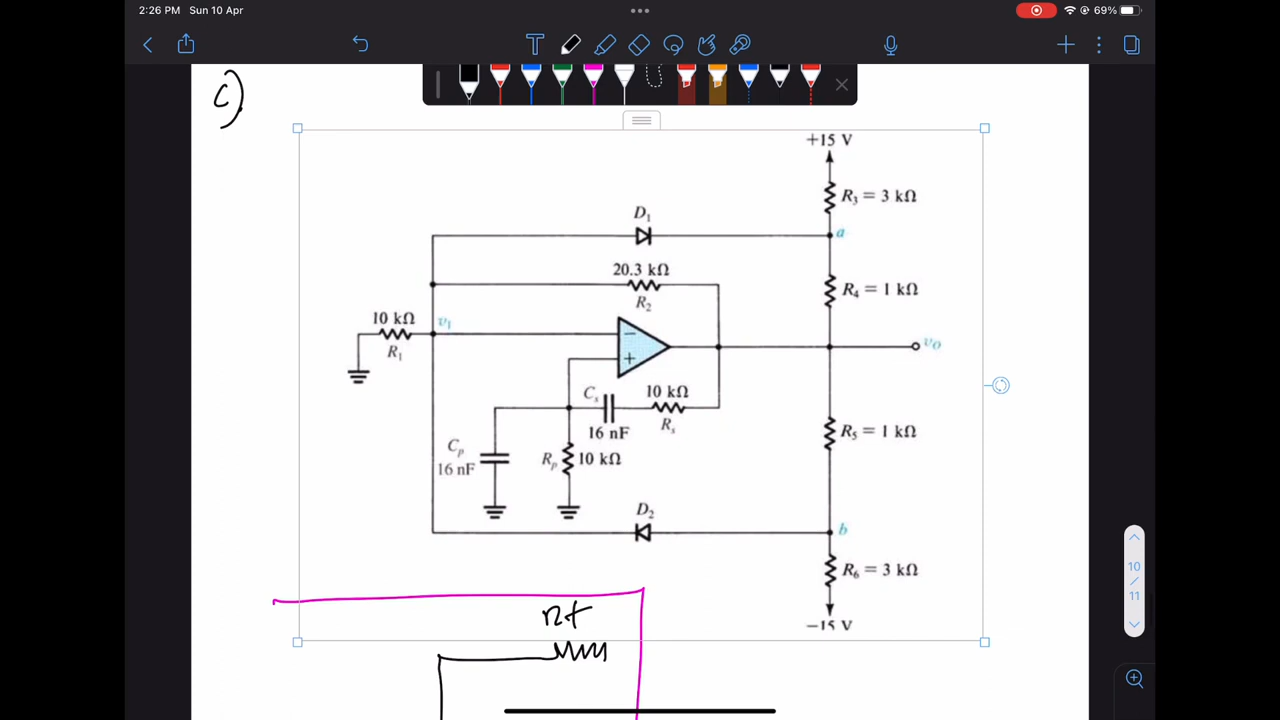 2:26 PM Sun 10 Apr
69%
T
c).
+15 V
R₃ = 3 kΩ
D₁
a
20.3 kΩ
R₂
R₄ = 1 kΩ
10 kΩ
v₁
R₁
−
+
vO
Cs
16 nF
10 kΩ
Rs
Cp
16 nF
Rp
10 kΩ
R₅ = 1 kΩ
D₂
b
R₆ = 3 kΩ
−15 V
10
/
11